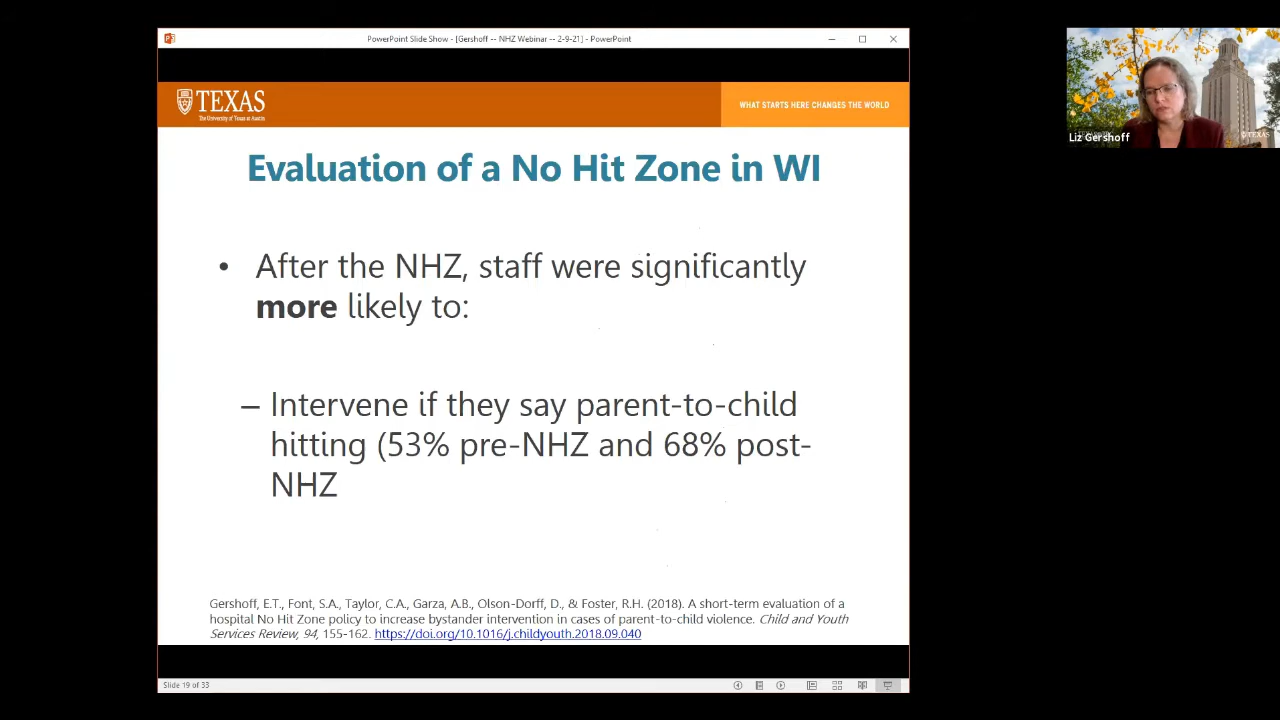 PowerPoint Slide Show - [Gershoff -- NHZ Webinar -- 2-9-21] - PowerPoint
TEXAS
The University of Texas at Austin
WHAT STARTS HERE CHANGES THE WORLD
Evaluation of a No Hit Zone in WI
• After the NHZ, staff were significantly
more likely to:
– Intervene if they say parent-to-child
hitting (53% pre-NHZ and 68% post-
NHZ
Gershoff, E.T., Font, S.A., Taylor, C.A., Garza, A.B., Olson-Dorff, D., & Foster, R.H. (2018). A short-term evaluation of a
hospital No Hit Zone policy to increase bystander intervention in cases of parent-to-child violence. Child and Youth
Services Review, 94, 155-162. https://doi.org/10.1016/j.childyouth.2018.09.040
Slide 19 of 33
Liz Gershoff
TEXAS